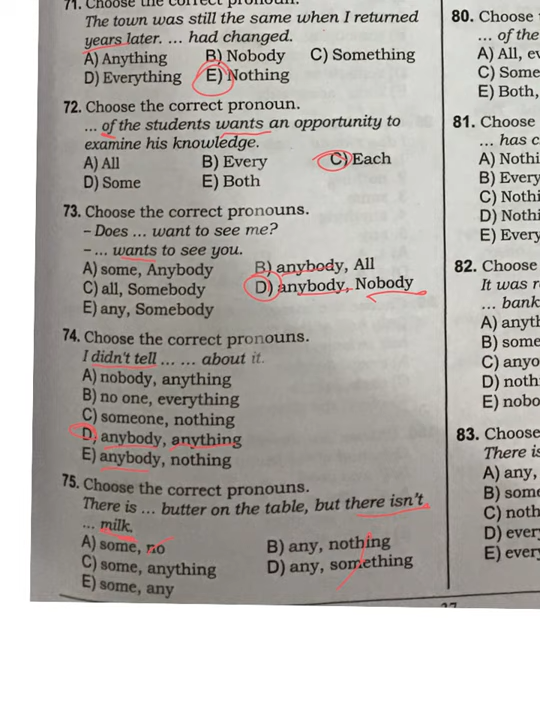 71. Choose the correct pronoun.
The town was still the same when I returned
years later. ... had changed.
A) Anything B) Nobody C) Something
D) Everything E) Nothing
72. Choose the correct pronoun.
... of the students wants an opportunity to
examine his knowledge.
A) All B) Every C) Each
D) Some E) Both
73. Choose the correct pronouns.
– Does ... want to see me?
– ... wants to see you.
A) some, Anybody B) anybody, All
C) all, Somebody D) anybody, Nobody
E) any, Somebody
74. Choose the correct pronouns.
I didn't tell ... ... about it.
A) nobody, anything
B) no one, everything
C) someone, nothing
D) anybody, anything
E) anybody, nothing
75. Choose the correct pronouns.
There is ... butter on the table, but there isn't
... milk.
A) some, no B) any, nothing
C) some, anything D) any, something
E) some, any
80. Choose
... of the
A) All, ev
C) Some
E) Both,
81. Choose
... has c
A) Nothi
B) Every
C) Nothi
D) Nothi
E) Every
82. Choose
It was r
... bank
A) anyt
B) some
C) anyo
D) noth
E) nobo
83. Choose
There is
A) any,
B) som
C) noth
D) ever
E) every